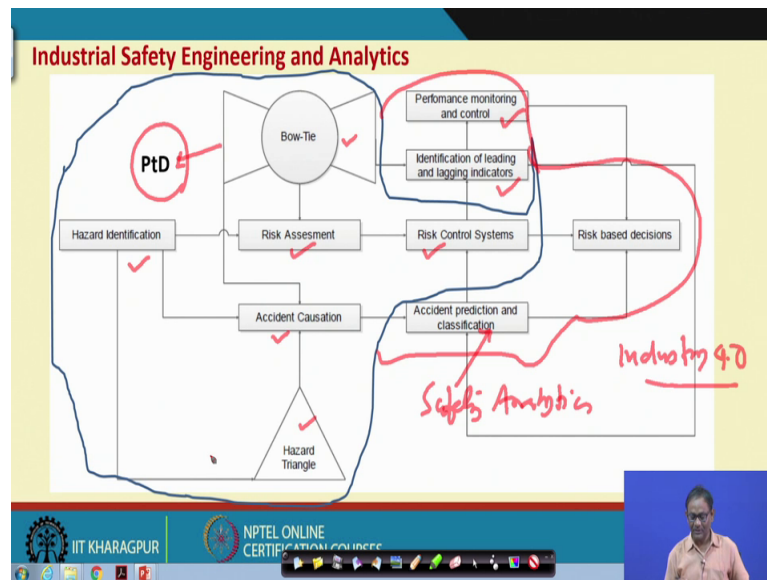 Industrial Safety Engineering and Analytics
Perfomance monitoring
and control
Bow-Tie
PtD
Identification of leading
and lagging indicators
Hazard Identification
Risk Assesment
Risk Control Systems
Risk based decisions
Accident Causation
Accident prediction and
classification
Industry 4.0
Safety Analytics
Hazard
Triangle
IIT KHARAGPUR
NPTEL ONLINE
CERTIFICATION COURSES